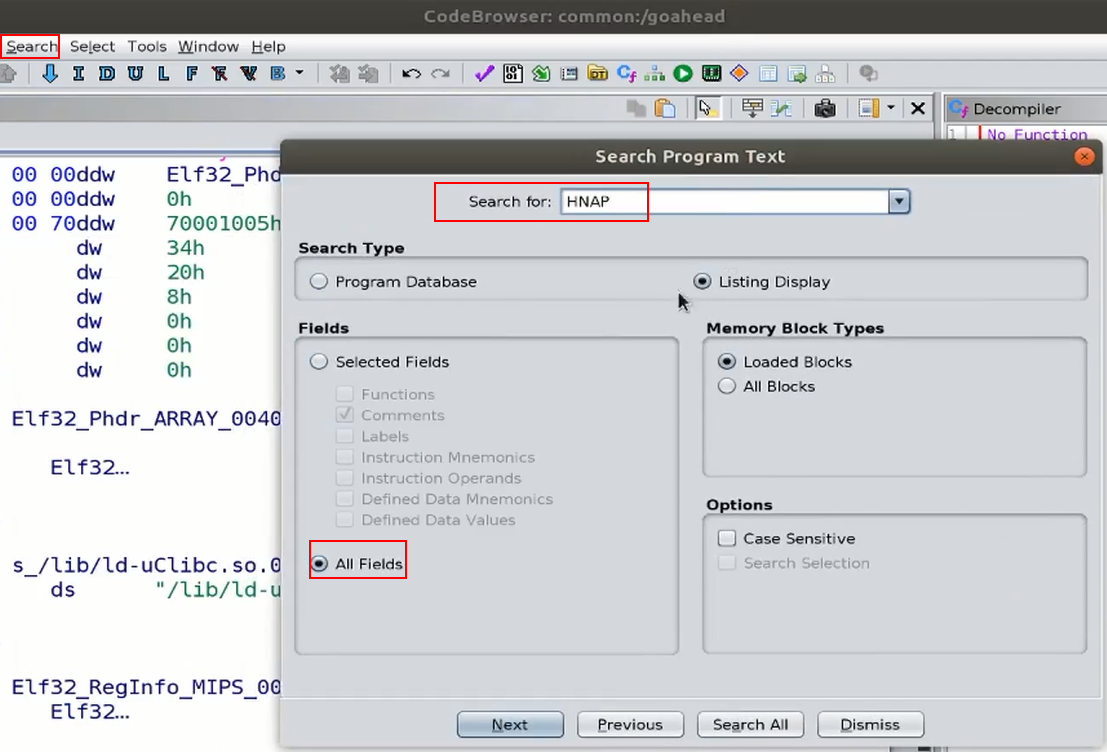 CodeBrowser: common:/goahead
Search Select Tools Window Help
I D U L F B
Decompiler
1 No Function
00 00ddw Elf32_Phd
00 00ddw 0h
00 70ddw 70001005h
dw 34h
dw 20h
dw 8h
dw 0h
dw 0h
dw 0h
Elf32_Phdr_ARRAY_0040
Elf32…
s_/lib/ld-uClibc.so.0
ds "/lib/ld-u
Elf32_RegInfo_MIPS_00
Elf32…
Search Program Text
Search for: HNAP
Search Type
Program Database
Listing Display
Fields
Selected Fields
Functions
Comments
Labels
Instruction Mnemonics
Instruction Operands
Defined Data Mnemonics
Defined Data Values
All Fields
Memory Block Types
Loaded Blocks
All Blocks
Options
Case Sensitive
Search Selection
Next Previous Search All Dismiss